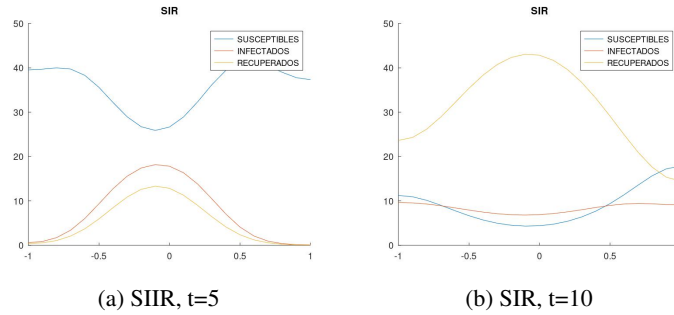 SIR
50
40
30
20
10
0
-1
-0.5
0
0.5
1
SUSCEPTIBLES
INFECTADOS
RECUPERADOS
(a) SIIR, t=5
SIR
50
40
30
20
10
0
-1
-0.5
0
0.5
SUSCEPTIBLES
INFECTADOS
RECUPERADOS
(b) SIR, t=10